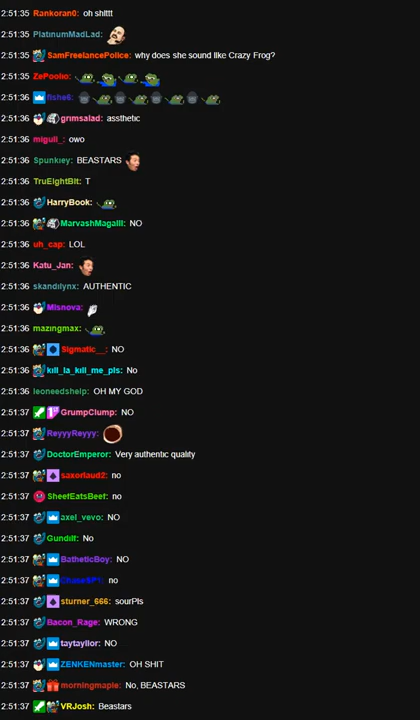 2:51:35 Rankoran0: oh shitttt
2:51:35 PlatinumMadLad:
2:51:35 SamFreelancePolice: why does she sound like Crazy Frog?
2:51:35 ZePoolio:
2:51:36 fishe6:
2:51:36 grimsalad: assthetic
2:51:36 migull_: owo
2:51:36 Spunkiey: BEASTARS
2:51:36 TruEightBit: T
2:51:36 HarryBook:
2:51:36 MarvashMagalli: NO
2:51:36 uh_cap: LOL
2:51:36 Katu_Jan:
2:51:36 skandilynx: AUTHENTIC
2:51:36 Misnova:
2:51:36 mazingmax:
2:51:36 Sigmatic__: NO
2:51:36 kill_la_kill_me_pls: No
2:51:36 leoneedshelp: OH MY GOD
2:51:37 GrumpClump: NO
2:51:37 ReyyyReyyy:
2:51:37 DoctorEmperor: Very authentic quality
2:51:37 saxorlaud2: no
2:51:37 SheefEatsBeef: no
2:51:37 axel_vevo: NO
2:51:37 Gundilf: No
2:51:37 BatheticBoy: NO
2:51:37 no
2:51:37 sturner_666: sourPls
2:51:37 Bacon_Rage: WRONG
2:51:37 taytaylior: NO
2:51:37 ZENKENmaster: OH SHIT
2:51:37 morningmaple: No, BEASTARS
2:51:37 VRJosh: Beastars